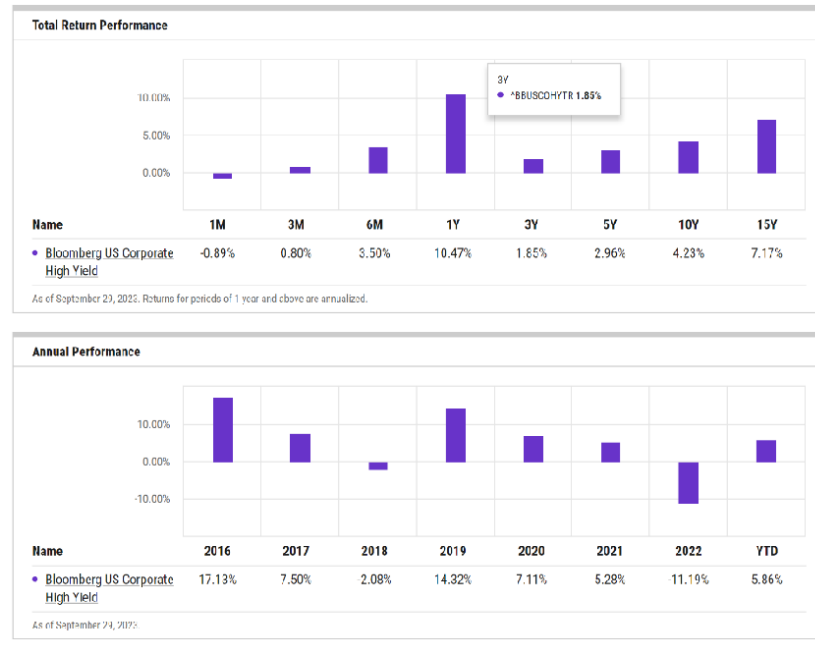 Total Return Performance
3Y
^BBUSCOHYTR 1.85%
10.00%
5.00%
0.00%
Name 1M 3M 6M 1Y 3Y 5Y 10Y 15Y
Bloomberg US Corporate -0.89% 0.80% 3.50% 10.47% 1.85% 2.96% 4.23% 7.17%
High Yield
As of September 29, 2023. Returns for periods of 1 year and above are annualized.
Annual Performance
10.00%
0.00%
-10.00%
Name 2016 2017 2018 2019 2020 2021 2022 YTD
Bloomberg US Corporate 17.13% 7.50% 2.08% 14.32% 7.11% 5.28% -11.19% 5.86%
High Yield
As of September 29, 2023.